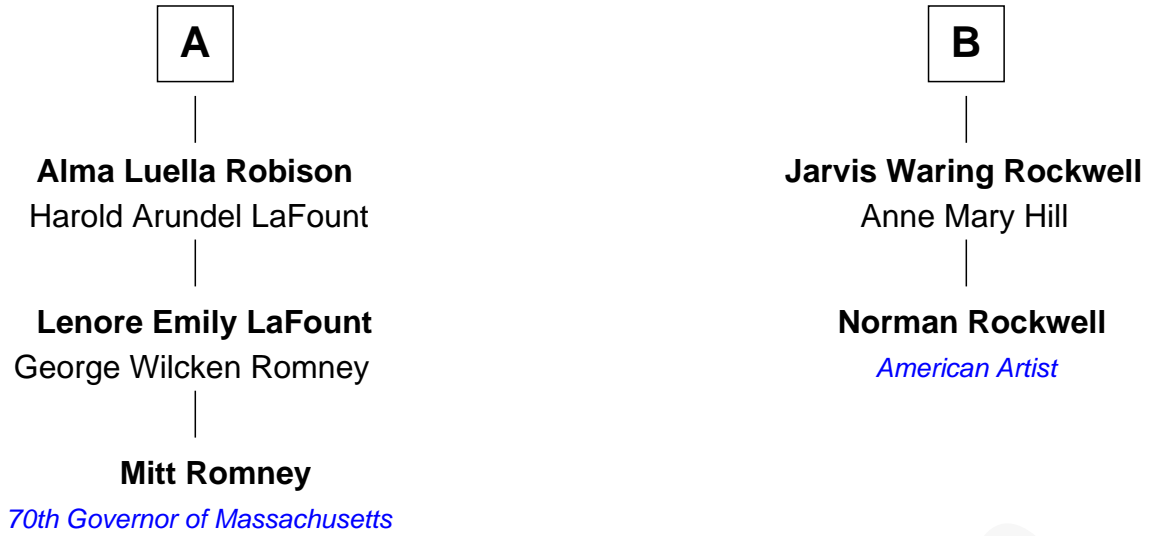 A
Alma Luella Robison
Harold Arundel LaFount
Lenore Emily LaFount
George Wilcken Romney
Mitt Romney
70th Governor of Massachusetts
B
Jarvis Waring Rockwell
Anne Mary Hill
Norman Rockwell
American Artist